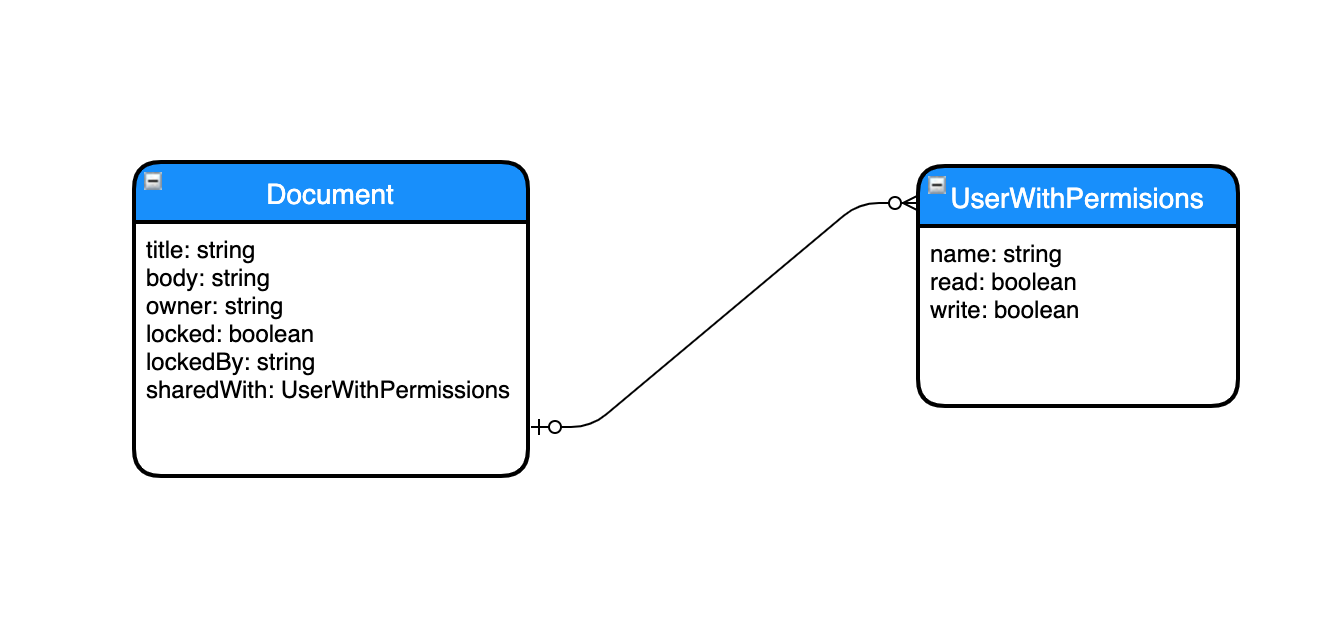 Document
title: string
body: string
owner: string
locked: boolean
lockedBy: string
sharedWith: UserWithPermissions
UserWithPermisions
name: string
read: boolean
write: boolean